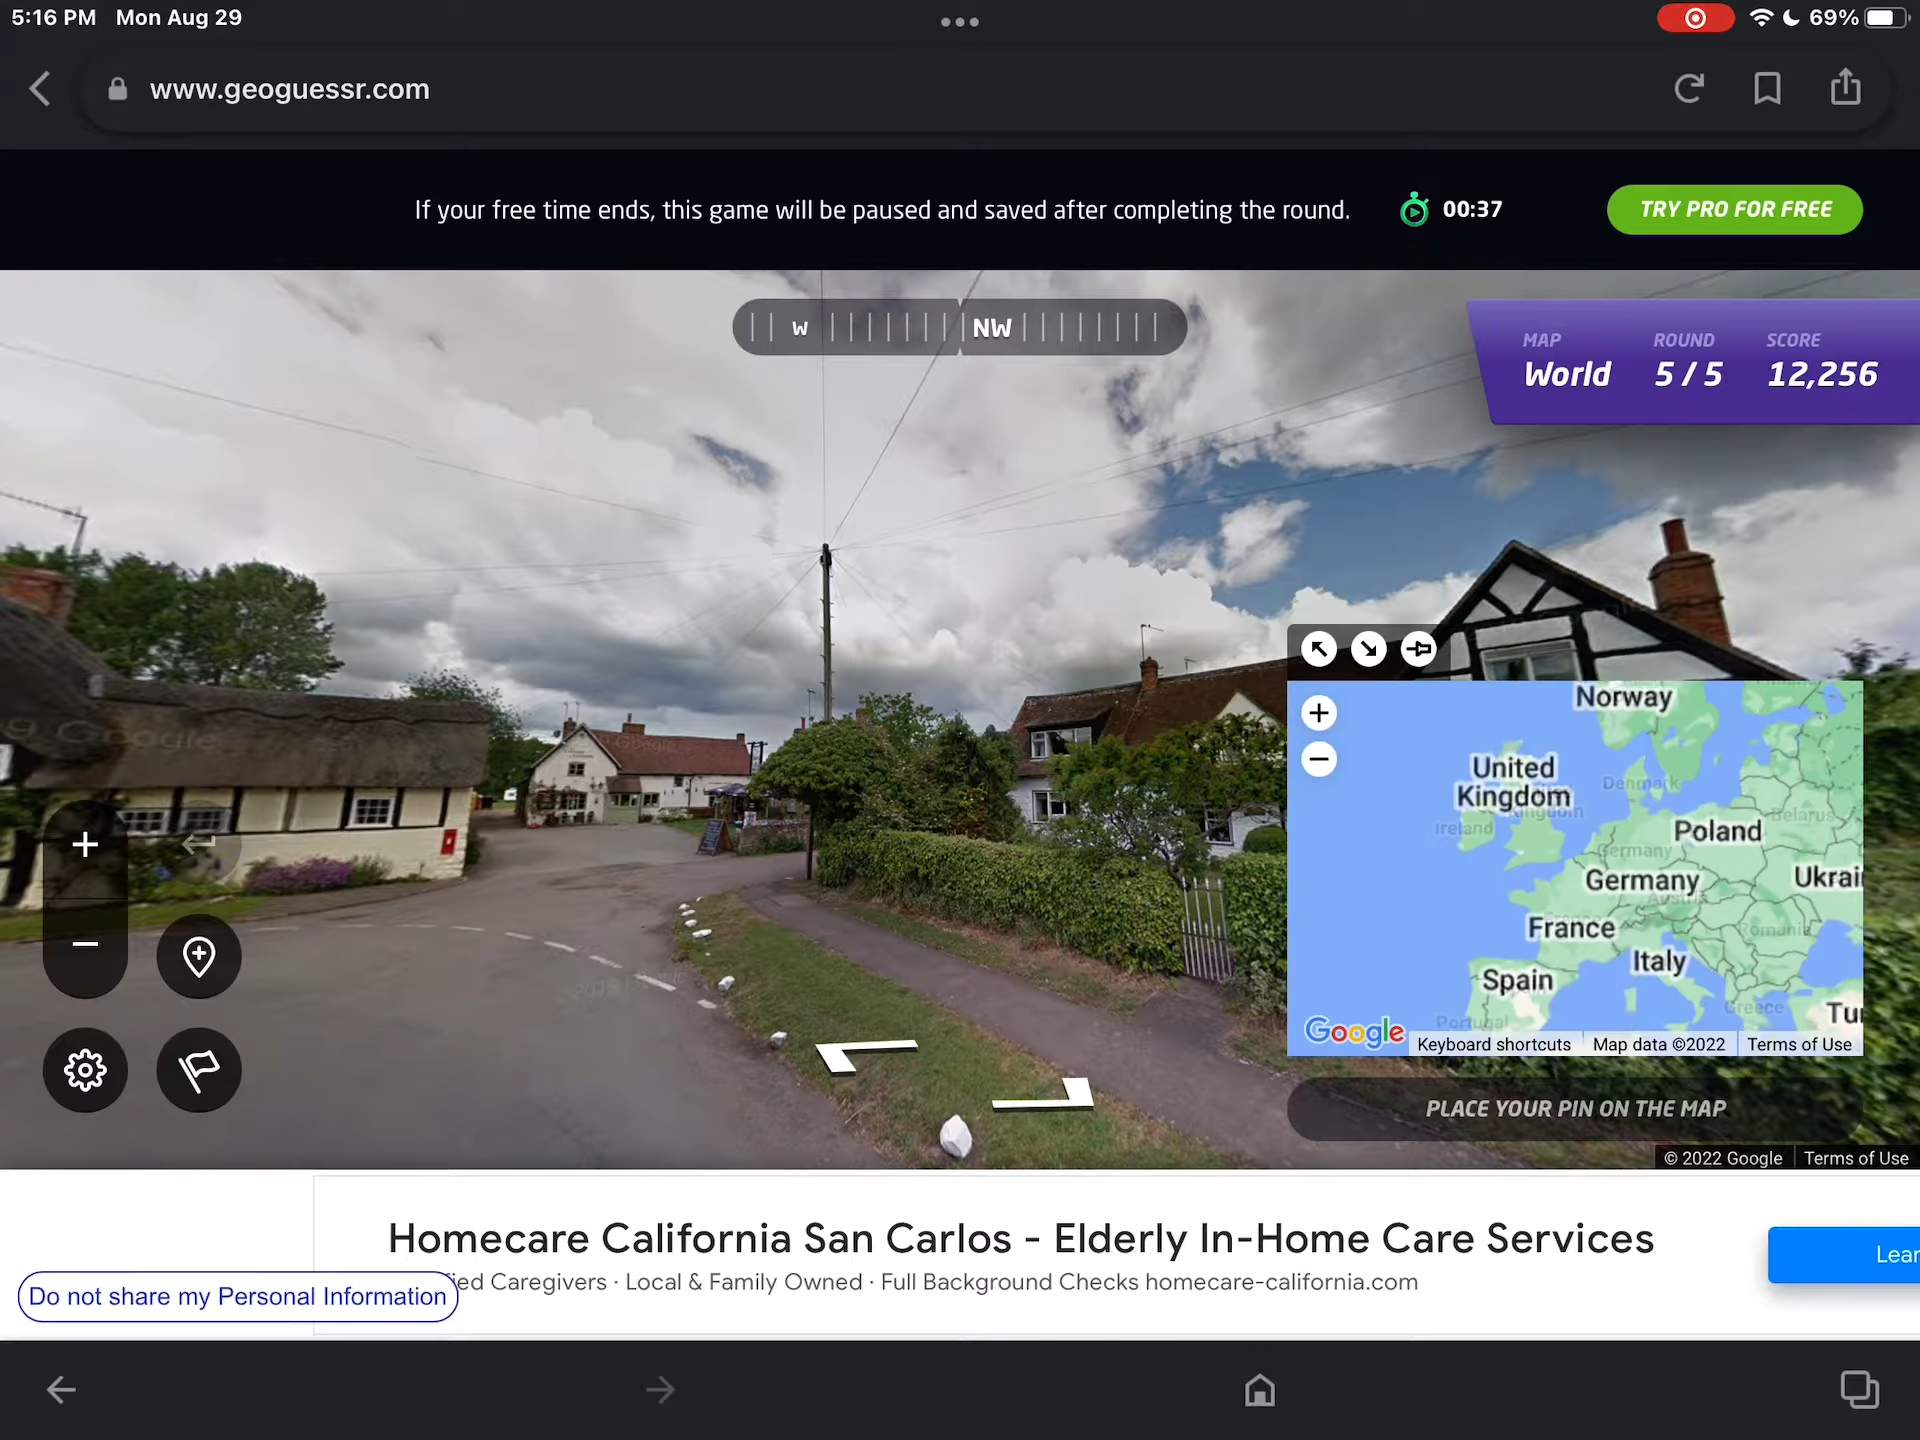 5:16 PM Mon Aug 29
69%
www.geoguessr.com
If your free time ends, this game will be paused and saved after completing the round.
00:37
TRY PRO FOR FREE
W NW
MAP ROUND SCORE
World 5 / 5 12,256
Norway
United
Kingdom
Kingdom
Denmark
Ireland
Belarus
Poland
Germany
Germany
Ukrai
Austria
France
Romania
Italy
Spain
Portugal
Greece
Tu
Google
Keyboard shortcuts Map data ©2022 Terms of Use
PLACE YOUR PIN ON THE MAP
© 2022 Google Terms of Use
Homecare California San Carlos - Elderly In-Home Care Services
Lear
fied Caregivers · Local & Family Owned · Full Background Checks homecare-california.com
Do not share my Personal Information